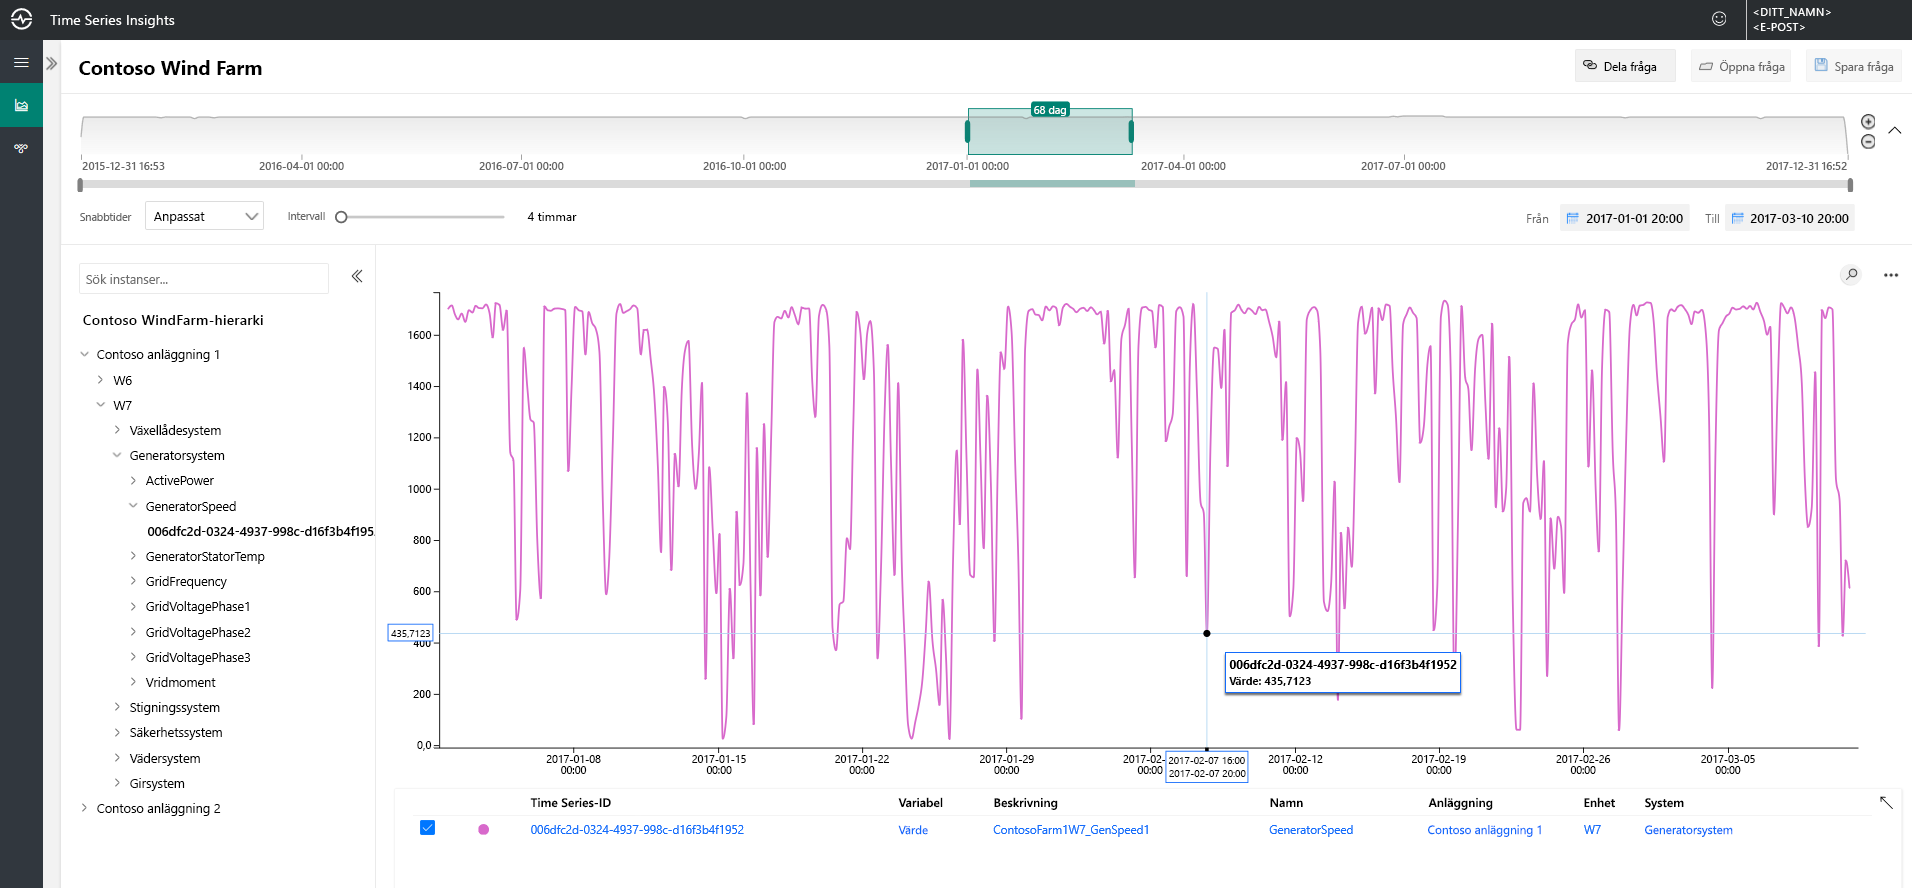 Time Series Insights
<DITT_NAMN>
<E-POST>
Contoso Wind Farm
Dela fråga
Öppna fråga
Spara fråga
68 dag
2015-12-31 16:53
2016-04-01 00:00
2016-07-01 00:00
2016-10-01 00:00
2017-01-01 00:00
2017-04-01 00:00
2017-07-01 00:00
2017-12-31 16:52
Snabbtider
Anpassat
Intervall
4 timmar
Från
2017-01-01 20:00
Till
2017-03-10 20:00
Sök instanser...
Contoso WindFarm-hierarki
Contoso anläggning 1
W6
W7
Växellådesystem
Generatorsystem
ActivePower
GeneratorSpeed
006dfc2d-0324-4937-998c-d16f3b4f195
GeneratorStatorTemp
GridFrequency
GridVoltagePhase1
GridVoltagePhase2
GridVoltagePhase3
Vridmoment
Stigningssystem
Säkerhetssystem
Vädersystem
Girsystem
Contoso anläggning 2
1600
1400
1200
1000
800
600
435,7123
400
200
0,0
006dfc2d-0324-4937-998c-d16f3b4f1952
Värde: 435,7123
2017-01-08
00:00
2017-01-15
00:00
2017-01-22
00:00
2017-01-29
00:00
2017-02-
00:00
2017-02-07 16:00
2017-02-07 20:00
2017-02-12
00:00
2017-02-19
00:00
2017-02-26
00:00
2017-03-05
00:00
Time Series-ID Variabel Beskrivning Namn Anläggning Enhet System
006dfc2d-0324-4937-998c-d16f3b4f1952 Värde ContosoFarm1W7_GenSpeed1 GeneratorSpeed Contoso anläggning 1 W7 Generatorsystem